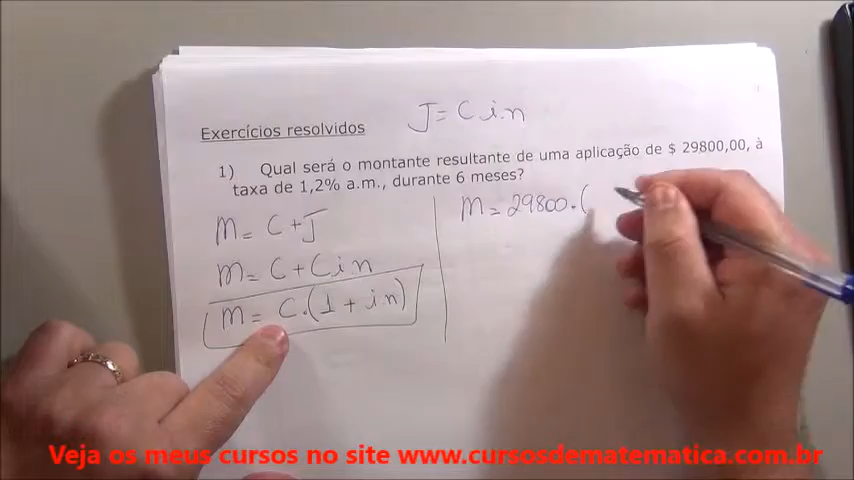 J = C i.n
Exercícios resolvidos
1) Qual será o montante resultante de uma aplicação de $ 29800,00, à
taxa de 1,2% a.m., durante 6 meses?
M = C + J
M = C + C i n
M = C.(1 + i n)
M = 29800.(
Veja os meus cursos no site www.cursosdematematica.com.br